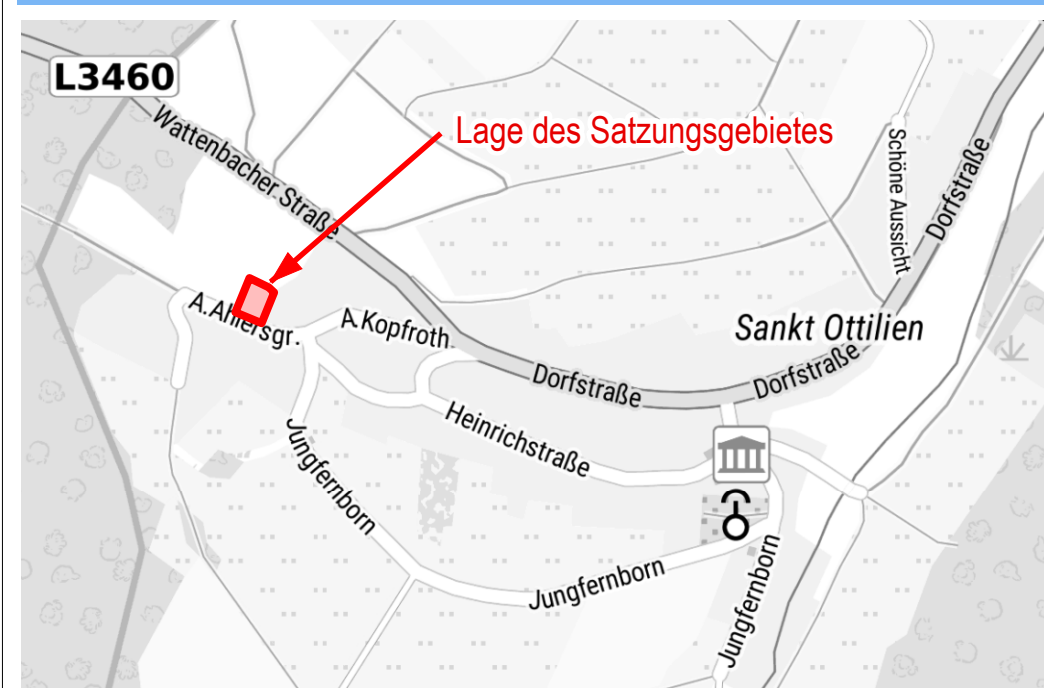 L3460
Wattenbacher Straße
Lage des Satzungsgebietes
Schöne Aussicht
Dorfstraße
A.Ahlersgr.
A.Kopfroth
Sankt Ottilien
Dorfstraße
Dorfstraße
Heinrichstraße
Jungfernborn
Jungfernborn
Jungfernborn